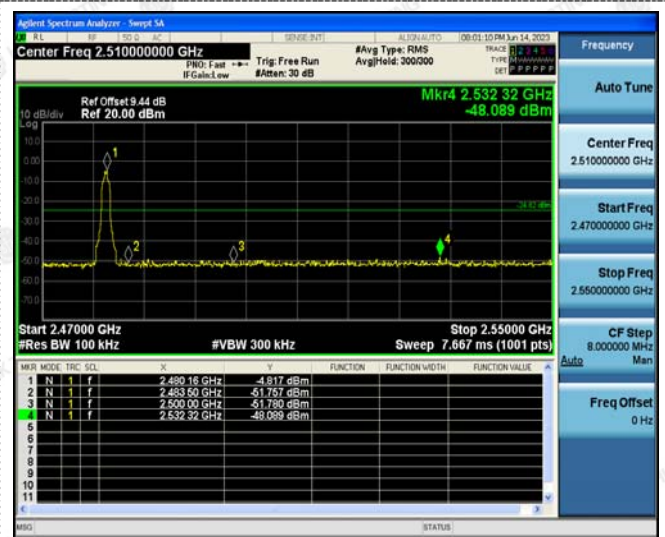 Agilent Spectrum Analyzer - Swept SA
RL RF 50 Ω AC SENSE:INT ALIGN AUTO 08:01:10 PM Jun 14, 2023
Center Freq 2.510000000 GHz
PNO: Fast Trig: Free Run #Avg Type: RMS TRACE 1 2 3 4 5 6
IFGain:Low #Atten: 30 dB Avg|Hold: 300/300 TYPE M
DET P P P P P P
Mkr4 2.532 32 GHz
-48.089 dBm
Ref Offset 9.44 dB
10 dB/div Ref 20.00 dBm
Log
10.0
0.00
-10.0
-20.0
-30.0
-40.0
-50.0
-60.0
-70.0
1
2
3
4
Start 2.47000 GHz Stop 2.55000 GHz
#Res BW 100 kHz #VBW 300 kHz Sweep 7.667 ms (1001 pts)
MKR MODE TRC SCL X Y FUNCTION FUNCTION WIDTH FUNCTION VALUE
1 N 1 f 2.480 16 GHz -4.817 dBm
2 N 1 f 2.483 50 GHz -51.757 dBm
3 N 1 f 2.500 00 GHz -51.780 dBm
4 N 1 f 2.532 32 GHz -48.089 dBm
5
6
7
8
9
10
11
MSG STATUS
Frequency
Auto Tune
Center Freq
2.510000000 GHz
Start Freq
2.470000000 GHz
Stop Freq
2.550000000 GHz
CF Step
8.000000 MHz
Auto Man
Freq Offset
0 Hz